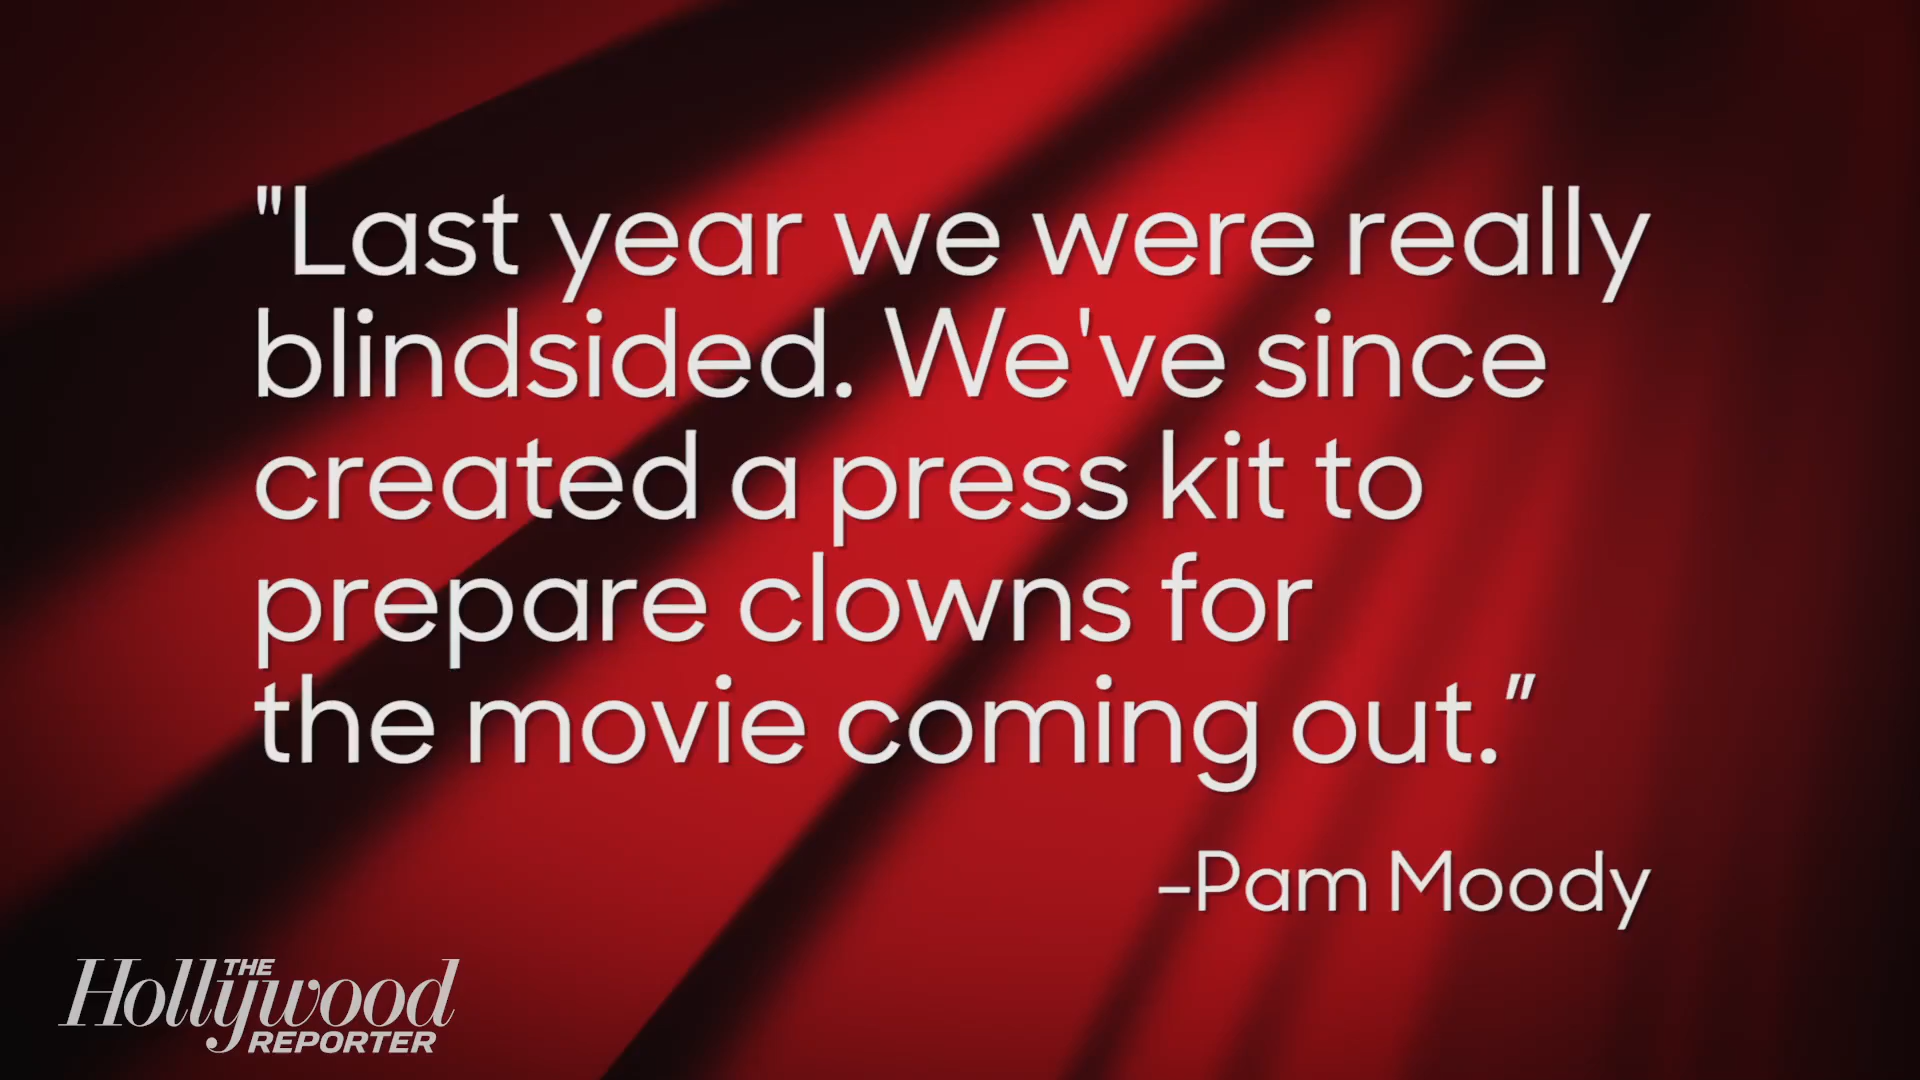 "Last year we were really
blindsided. We've since
created a press kit to
prepare clowns for
the movie coming out.”
–Pam Moody
THE
Hollywood
REPORTER